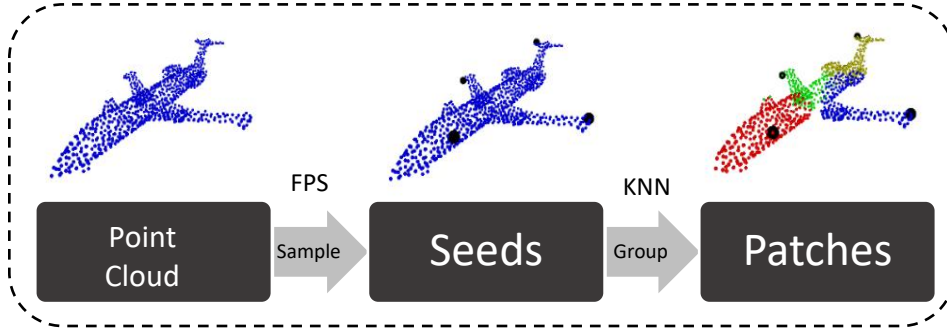 FPS
KNN
Point
Cloud
Sample
Seeds
Group
Patches